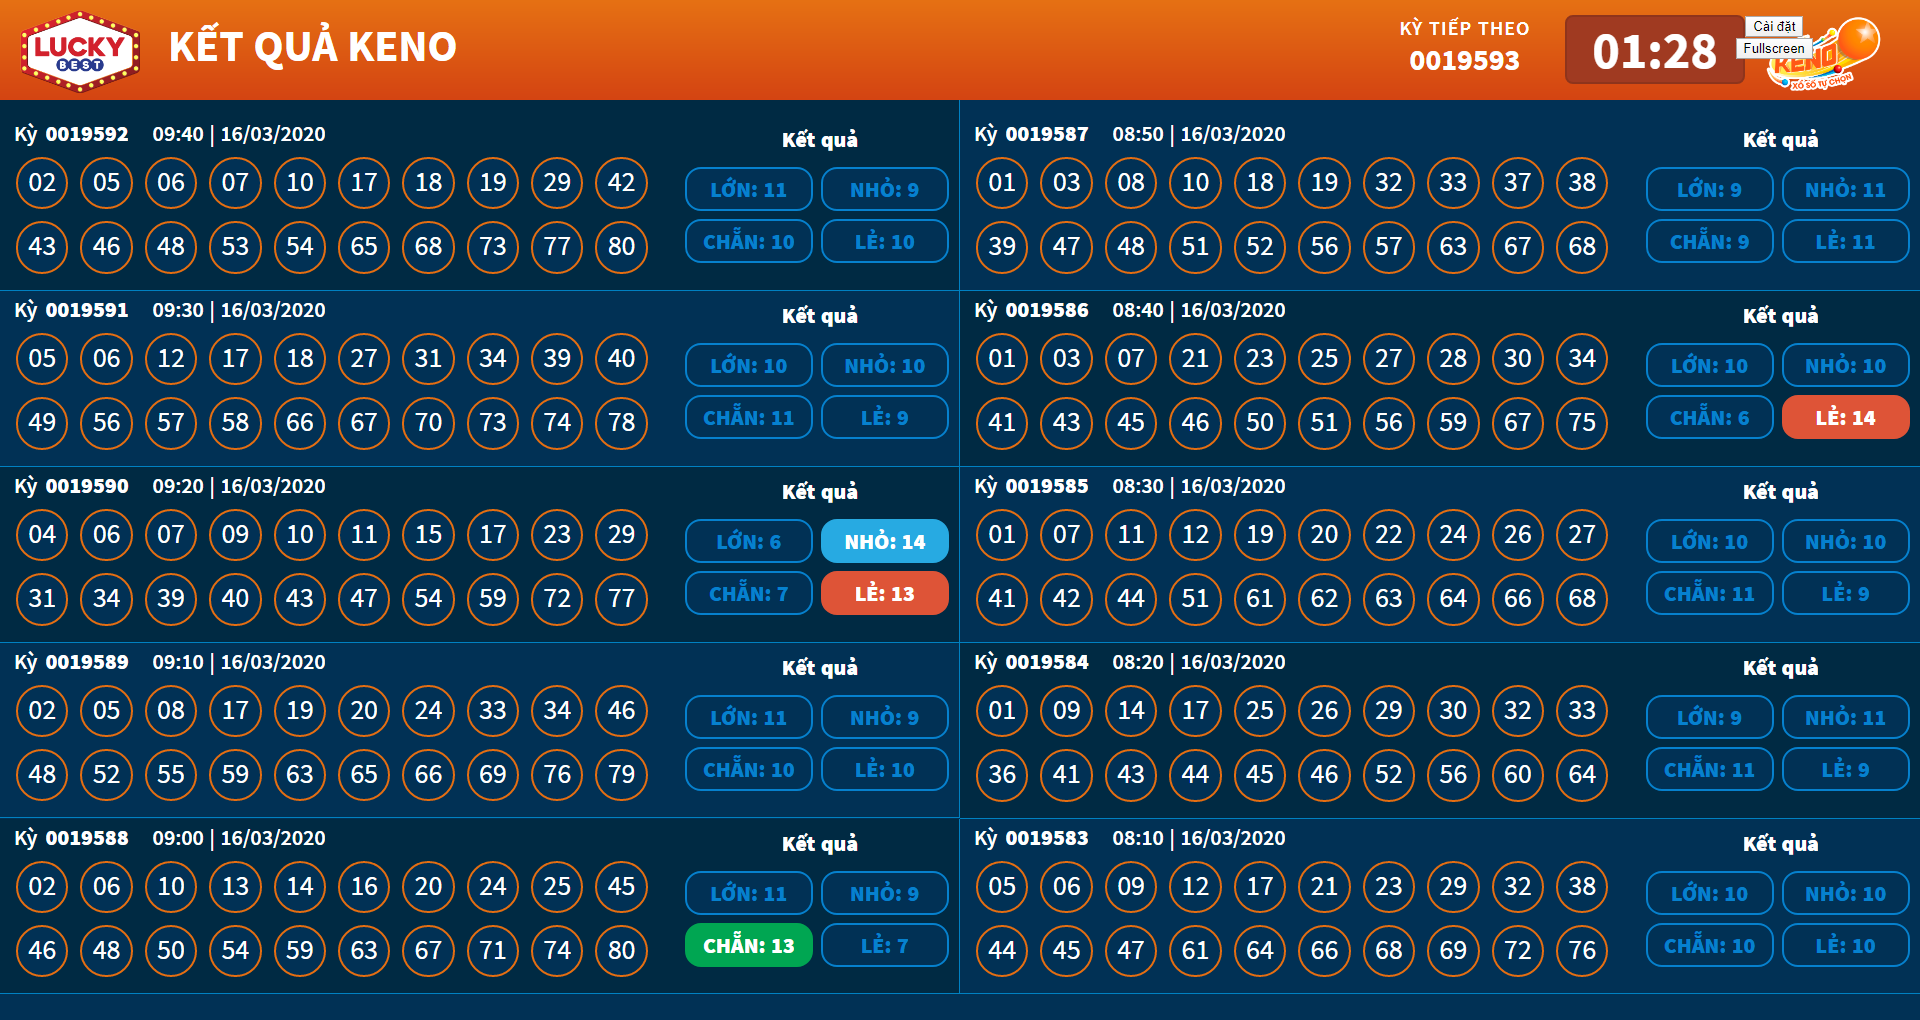 LUCKY
BEST
KẾT QUẢ KENO
KỲ TIẾP THEO
0019593
01:28
Cài đặt
Fullscreen
KENO
XỔ SỐ TỰ CHỌN
Kỳ 0019592 09:40 | 16/03/2020
Kết quả
02 05 06 07 10 17 18 19 29 42
LỚN: 11 NHỎ: 9
43 46 48 53 54 65 68 73 77 80
CHẴN: 10 LẺ: 10
Kỳ 0019591 09:30 | 16/03/2020
Kết quả
05 06 12 17 18 27 31 34 39 40
LỚN: 10 NHỎ: 10
49 56 57 58 66 67 70 73 74 78
CHẴN: 11 LẺ: 9
Kỳ 0019590 09:20 | 16/03/2020
Kết quả
04 06 07 09 10 11 15 17 23 29
LỚN: 6 NHỎ: 14
31 34 39 40 43 47 54 59 72 77
CHẴN: 7 LẺ: 13
Kỳ 0019589 09:10 | 16/03/2020
Kết quả
02 05 08 17 19 20 24 33 34 46
LỚN: 11 NHỎ: 9
48 52 55 59 63 65 66 69 76 79
CHẴN: 10 LẺ: 10
Kỳ 0019588 09:00 | 16/03/2020
Kết quả
02 06 10 13 14 16 20 24 25 45
LỚN: 11 NHỎ: 9
46 48 50 54 59 63 67 71 74 80
CHẴN: 13 LẺ: 7
Kỳ 0019587 08:50 | 16/03/2020
Kết quả
01 03 08 10 18 19 32 33 37 38
LỚN: 9 NHỎ: 11
39 47 48 51 52 56 57 63 67 68
CHẴN: 9 LẺ: 11
Kỳ 0019586 08:40 | 16/03/2020
Kết quả
01 03 07 21 23 25 27 28 30 34
LỚN: 10 NHỎ: 10
41 43 45 46 50 51 56 59 67 75
CHẴN: 6 LẺ: 14
Kỳ 0019585 08:30 | 16/03/2020
Kết quả
01 07 11 12 19 20 22 24 26 27
LỚN: 10 NHỎ: 10
41 42 44 51 61 62 63 64 66 68
CHẴN: 11 LẺ: 9
Kỳ 0019584 08:20 | 16/03/2020
Kết quả
01 09 14 17 25 26 29 30 32 33
LỚN: 9 NHỎ: 11
36 41 43 44 45 46 52 56 60 64
CHẴN: 11 LẺ: 9
Kỳ 0019583 08:10 | 16/03/2020
Kết quả
05 06 09 12 17 21 23 29 32 38
LỚN: 10 NHỎ: 10
44 45 47 61 64 66 68 69 72 76
CHẴN: 10 LẺ: 10